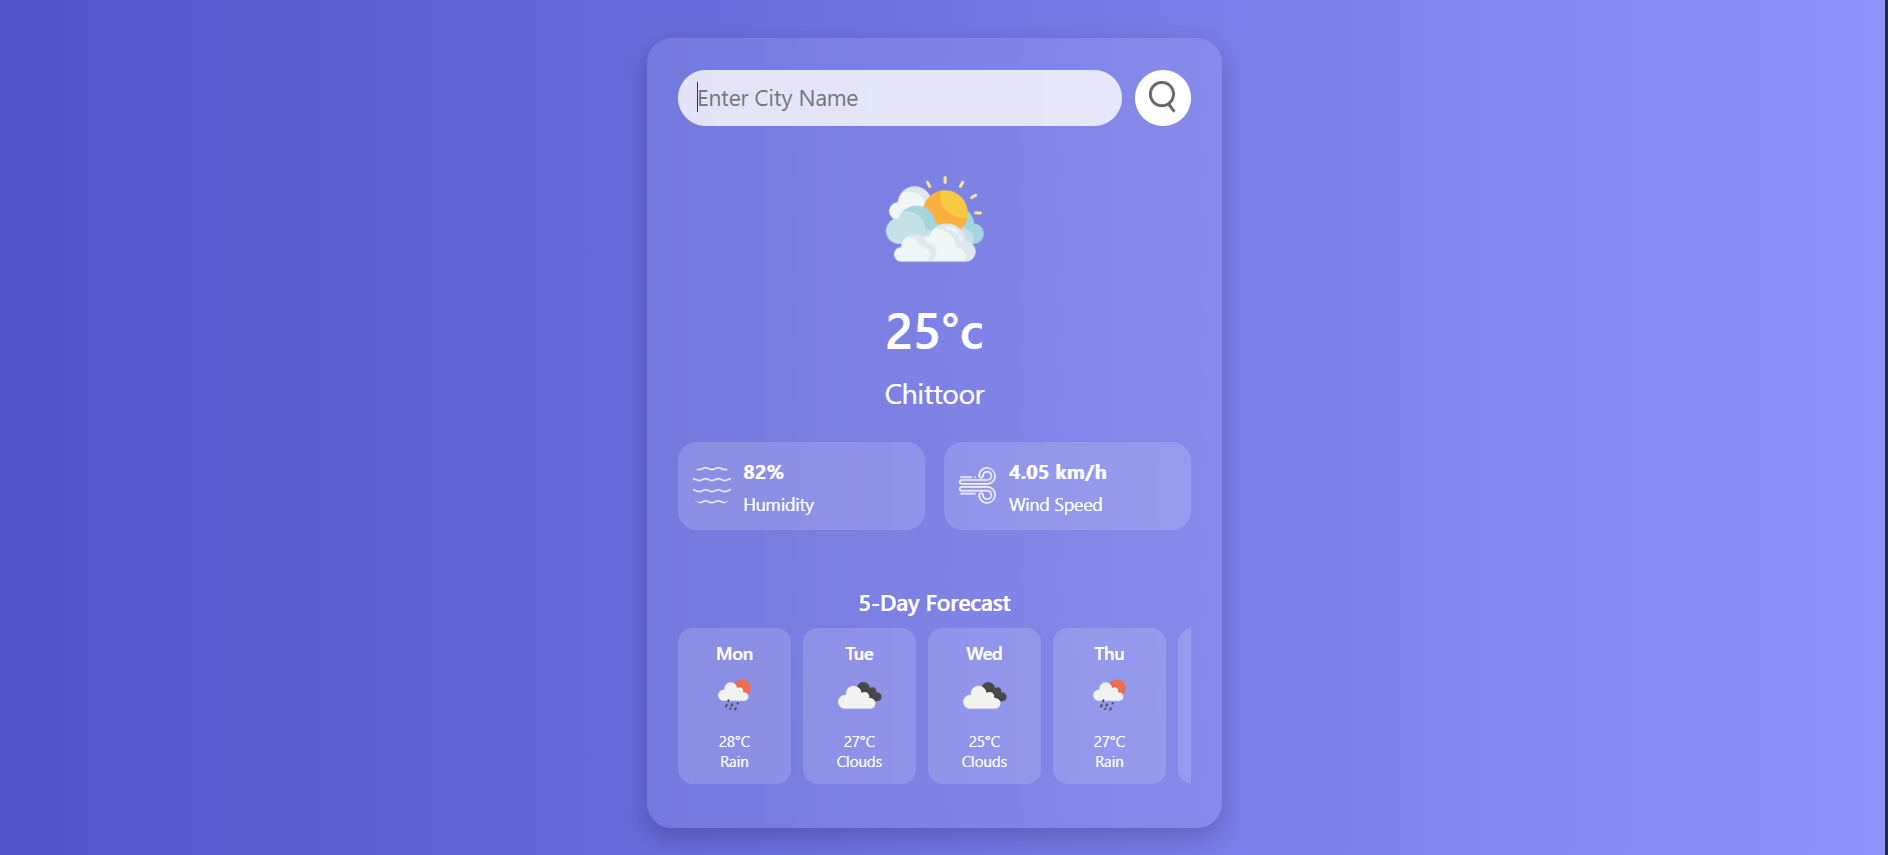 Enter City Name
25°c
Chittoor
82%
Humidity
4.05 km/h
Wind Speed
5-Day Forecast
Mon
28°C
Rain
Tue
27°C
Clouds
Wed
25°C
Clouds
Thu
27°C
Rain